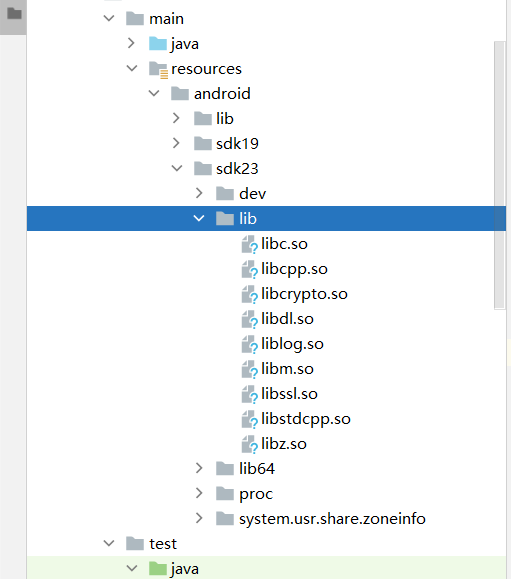 main
java
resources
android
lib
sdk19
sdk23
dev
lib
libc.so
libcpp.so
libcrypto.so
libdl.so
liblog.so
libm.so
libssl.so
libstdcpp.so
libz.so
lib64
proc
system.usr.share.zoneinfo
test
java